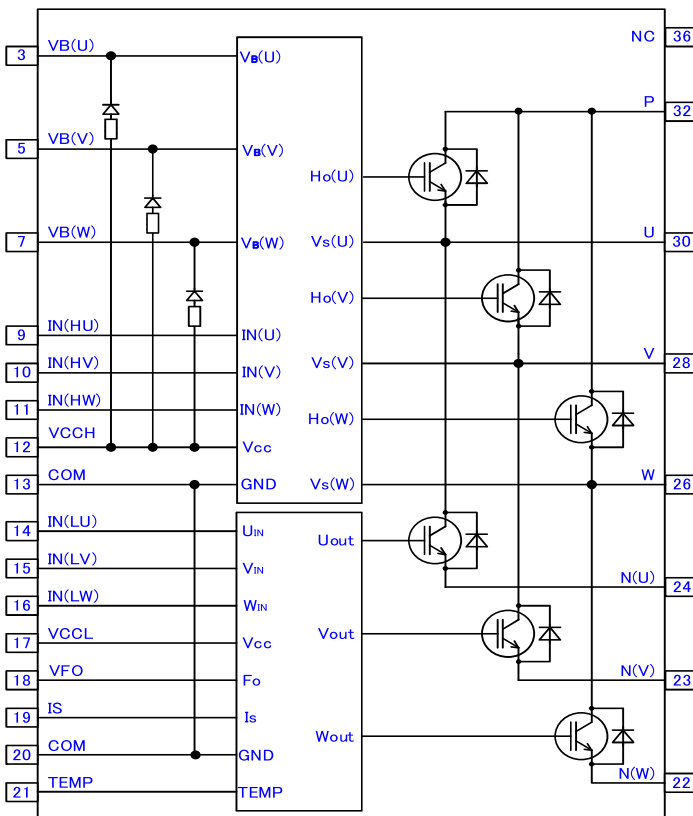 NC 36
3 VB(U) VB(U)
P 32
5 VB(V) VB(V)
Ho(U)
7 VB(W) VB(W) Vs(U) U 30
Ho(V)
9 IN(HU) IN(U)
10 IN(HV) IN(V) Vs(V) V 28
11 IN(HW) IN(W) Ho(W)
12 VCCH Vcc
13 COM GND Vs(W) W 26
14 IN(LU) UIN Uout
15 IN(LV) VIN
16 IN(LW) WIN N(U) 24
17 VCCL Vcc Vout
18 VFO Fo N(V) 23
19 IS Is
Wout
20 COM GND
21 TEMP TEMP N(W) 22